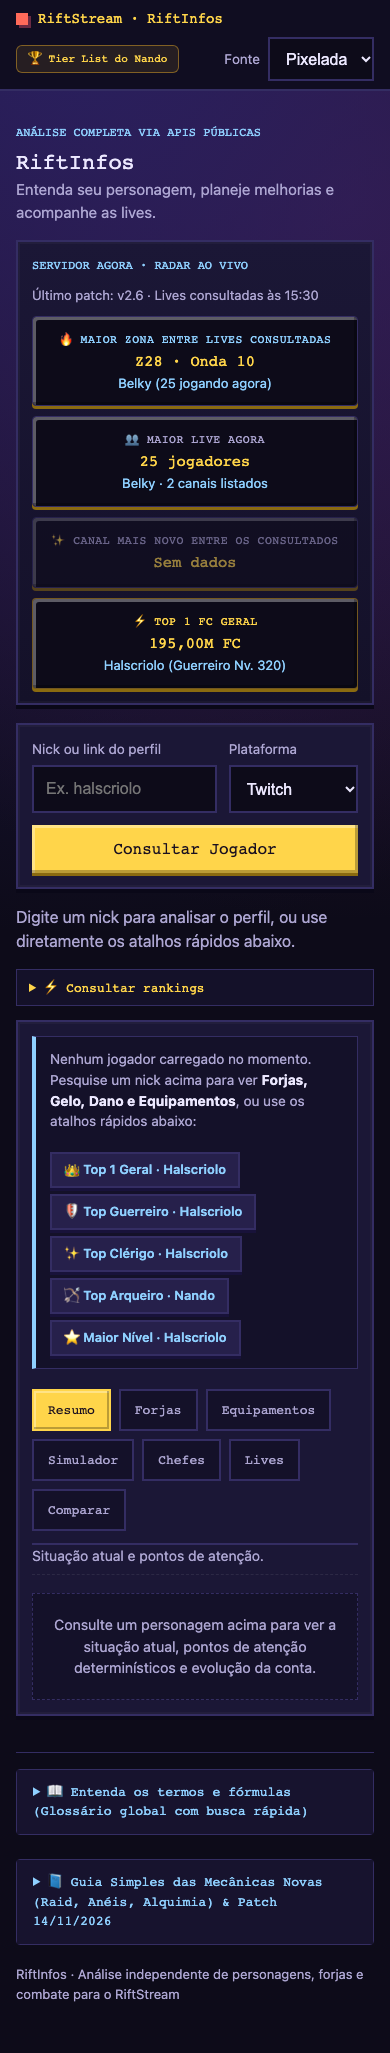 RiftStream · RiftInfos
🏆 Tier List do Nando
Fonte
Pixelada
ANÁLISE COMPLETA VIA APIS PÚBLICAS
RiftInfos
Entenda seu personagem, planeje melhorias e
acompanhe as lives.
SERVIDOR AGORA · RADAR AO VIVO
Último patch: v2.6 · Lives consultadas às 15:30
🔥 MAIOR ZONA ENTRE LIVES CONSULTADAS
Z28 · Onda 10
Belky (25 jogando agora)
👥 MAIOR LIVE AGORA
25 jogadores
Belky · 2 canais listados
✨ CANAL MAIS NOVO ENTRE OS CONSULTADOS
Sem dados
⚡ TOP 1 FC GERAL
195,00M FC
Halscriolo (Guerreiro Nv. 320)
Nick ou link do perfil
Plataforma
Ex. halscriolo
Twitch
Consultar Jogador
Digite um nick para analisar o perfil, ou use
diretamente os atalhos rápidos abaixo.
▶ ⚡ Consultar rankings
Nenhum jogador carregado no momento.
Pesquise um nick acima para ver Forjas,
Gelo, Dano e Equipamentos, ou use os
atalhos rápidos abaixo:
👑 Top 1 Geral · Halscriolo
🛡️ Top Guerreiro · Halscriolo
✨ Top Clérigo · Halscriolo
🏹 Top Arqueiro · Nando
⭐ Maior Nível · Halscriolo
Resumo
Forjas
Equipamentos
Simulador
Chefes
Lives
Comparar
Situação atual e pontos de atenção.
Consulte um personagem acima para ver a
situação atual, pontos de atenção
determinísticos e evolução da conta.
▶ 📖 Entenda os termos e fórmulas
(Glossário global com busca rápida)
▶ 📘 Guia Simples das Mecânicas Novas
(Raid, Anéis, Alquimia) & Patch
14/11/2026
RiftInfos · Análise independente de personagens, forjas e
combate para o RiftStream